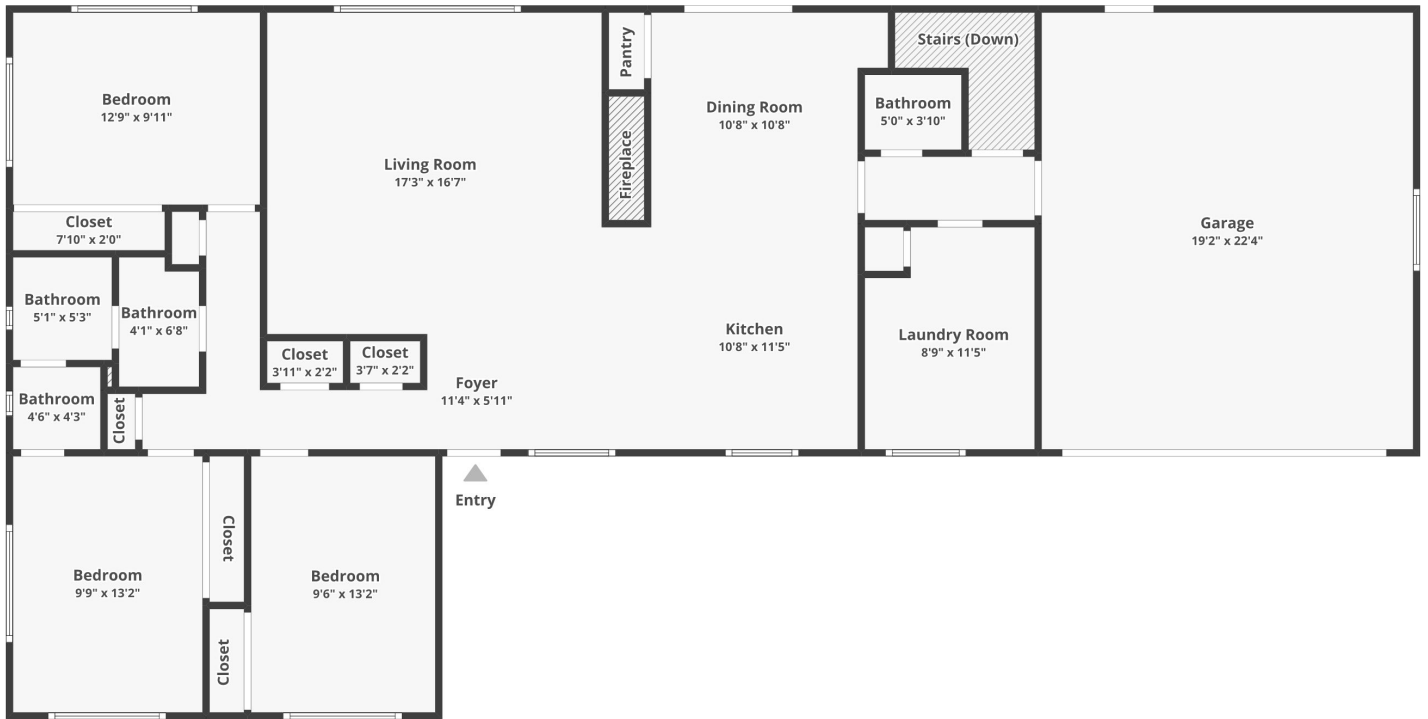 Stairs (Down)
Pantry
Bedroom
12'9" x 9'11"
Dining Room
10'8" x 10'8"
Bathroom
5'0" x 3'10"
Living Room
17'3" x 16'7"
Fireplace
Closet
7'10" x 2'0"
Garage
19'2" x 22'4"
Bathroom
5'1" x 5'3"
Bathroom
4'1" x 6'8"
Kitchen
10'8" x 11'5"
Laundry Room
8'9" x 11'5"
Closet
3'11" x 2'2"
Closet
3'7" x 2'2"
Foyer
11'4" x 5'11"
Bathroom
4'6" x 4'3"
Closet
Entry
Closet
Bedroom
9'9" x 13'2"
Bedroom
9'6" x 13'2"
Closet